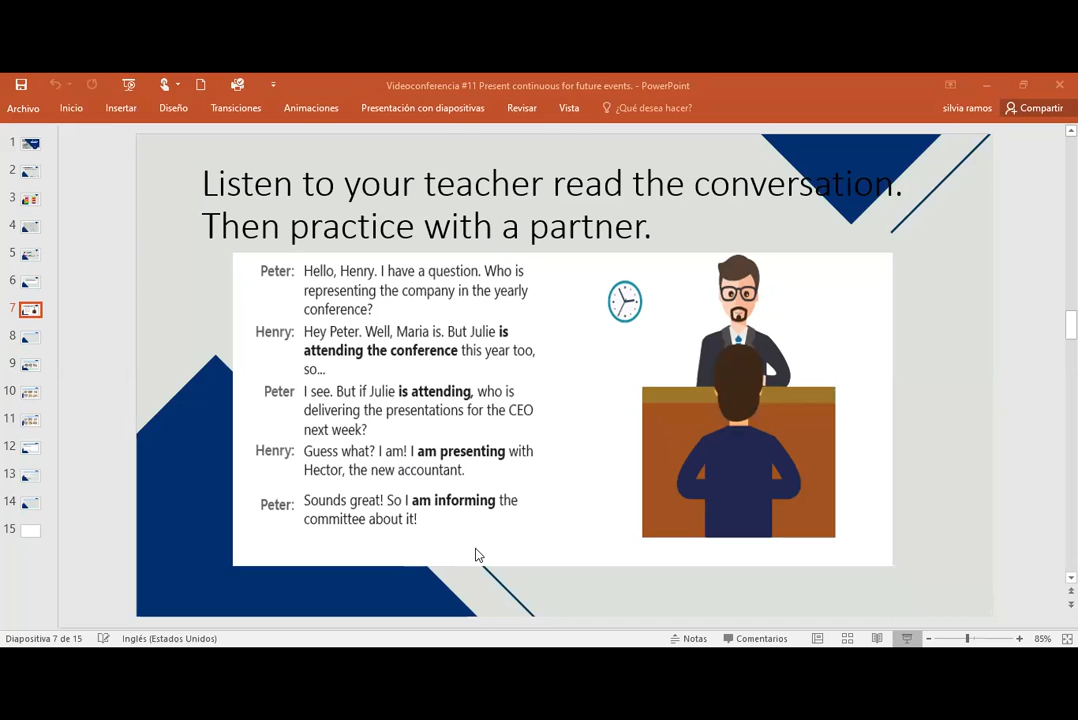 Videoconferencia #11 Present continuous for future events. - PowerPoint
Archivo Inicio Insertar Diseño Transiciones Animaciones Presentación con diapositivas Revisar Vista ¿Qué desea hacer? silvia ramos Compartir
1
2
3
4
5
6
7
8
9
10
11
12
13
14
15
Listen to your teacher read the conversation.
Then practice with a partner.
Peter: Hello, Henry. I have a question. Who is
representing the company in the yearly
conference?
Henry: Hey Peter. Well, Maria is. But Julie is
attending the conference this year too,
so...
Peter I see. But if Julie is attending, who is
delivering the presentations for the CEO
next week?
Henry: Guess what? I am! I am presenting with
Hector, the new accountant.
Peter: Sounds great! So I am informing the
committee about it!
Diapositiva 7 de 15 Inglés (Estados Unidos) Notas Comentarios 85%